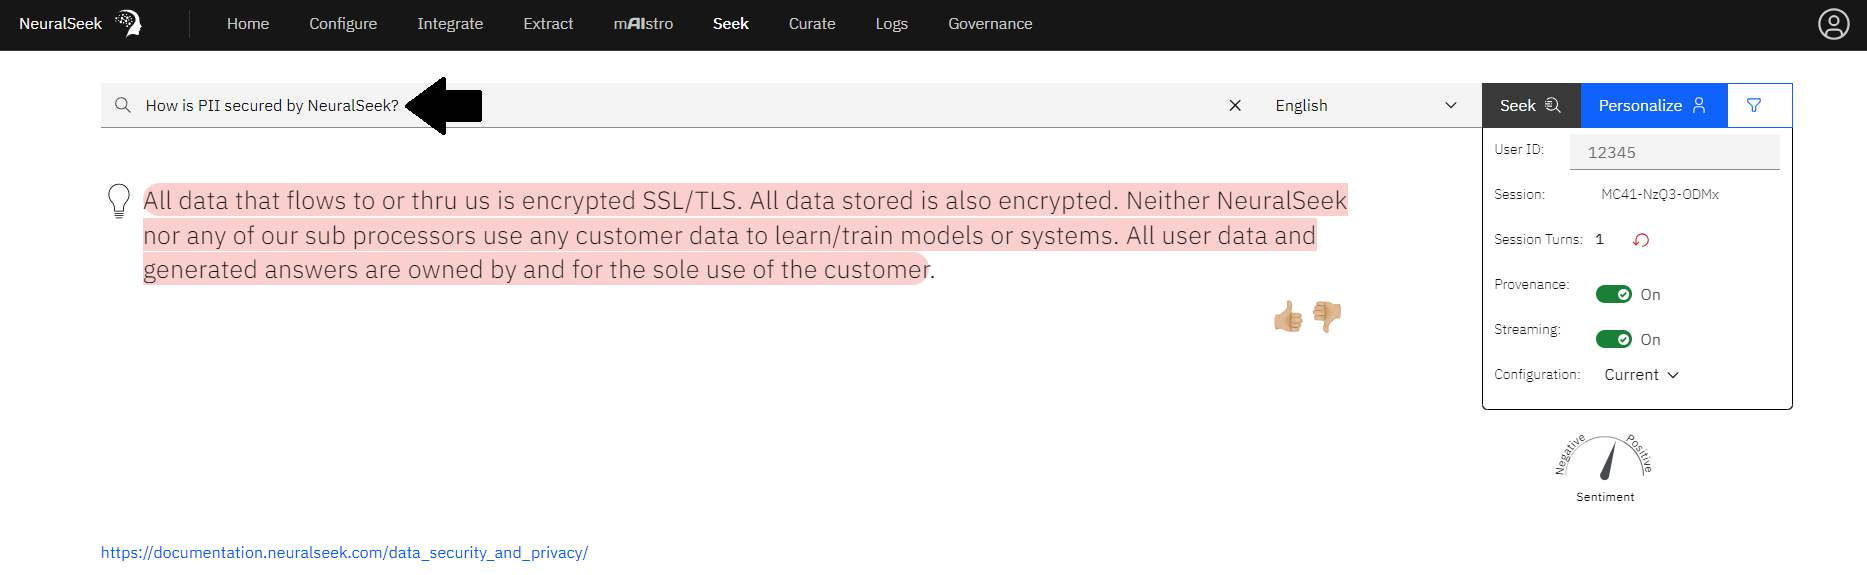 NeuralSeek Home Configure Integrate Extract mAIstro Seek Curate Logs Governance
How is PII secured by NeuralSeek? English Seek Personalize
User ID: 12345
All data that flows to or thru us is encrypted SSL/TLS. All data stored is also encrypted. Neither NeuralSeek
nor any of our sub processors use any customer data to learn/train models or systems. All user data and
generated answers are owned by and for the sole use of the customer.
Session: MC41-NzQ3-ODMx
Session Turns: 1
Provenance: On
Streaming: On
Configuration: Current
Negative Positive
Sentiment
https://documentation.neuralseek.com/data_security_and_privacy/